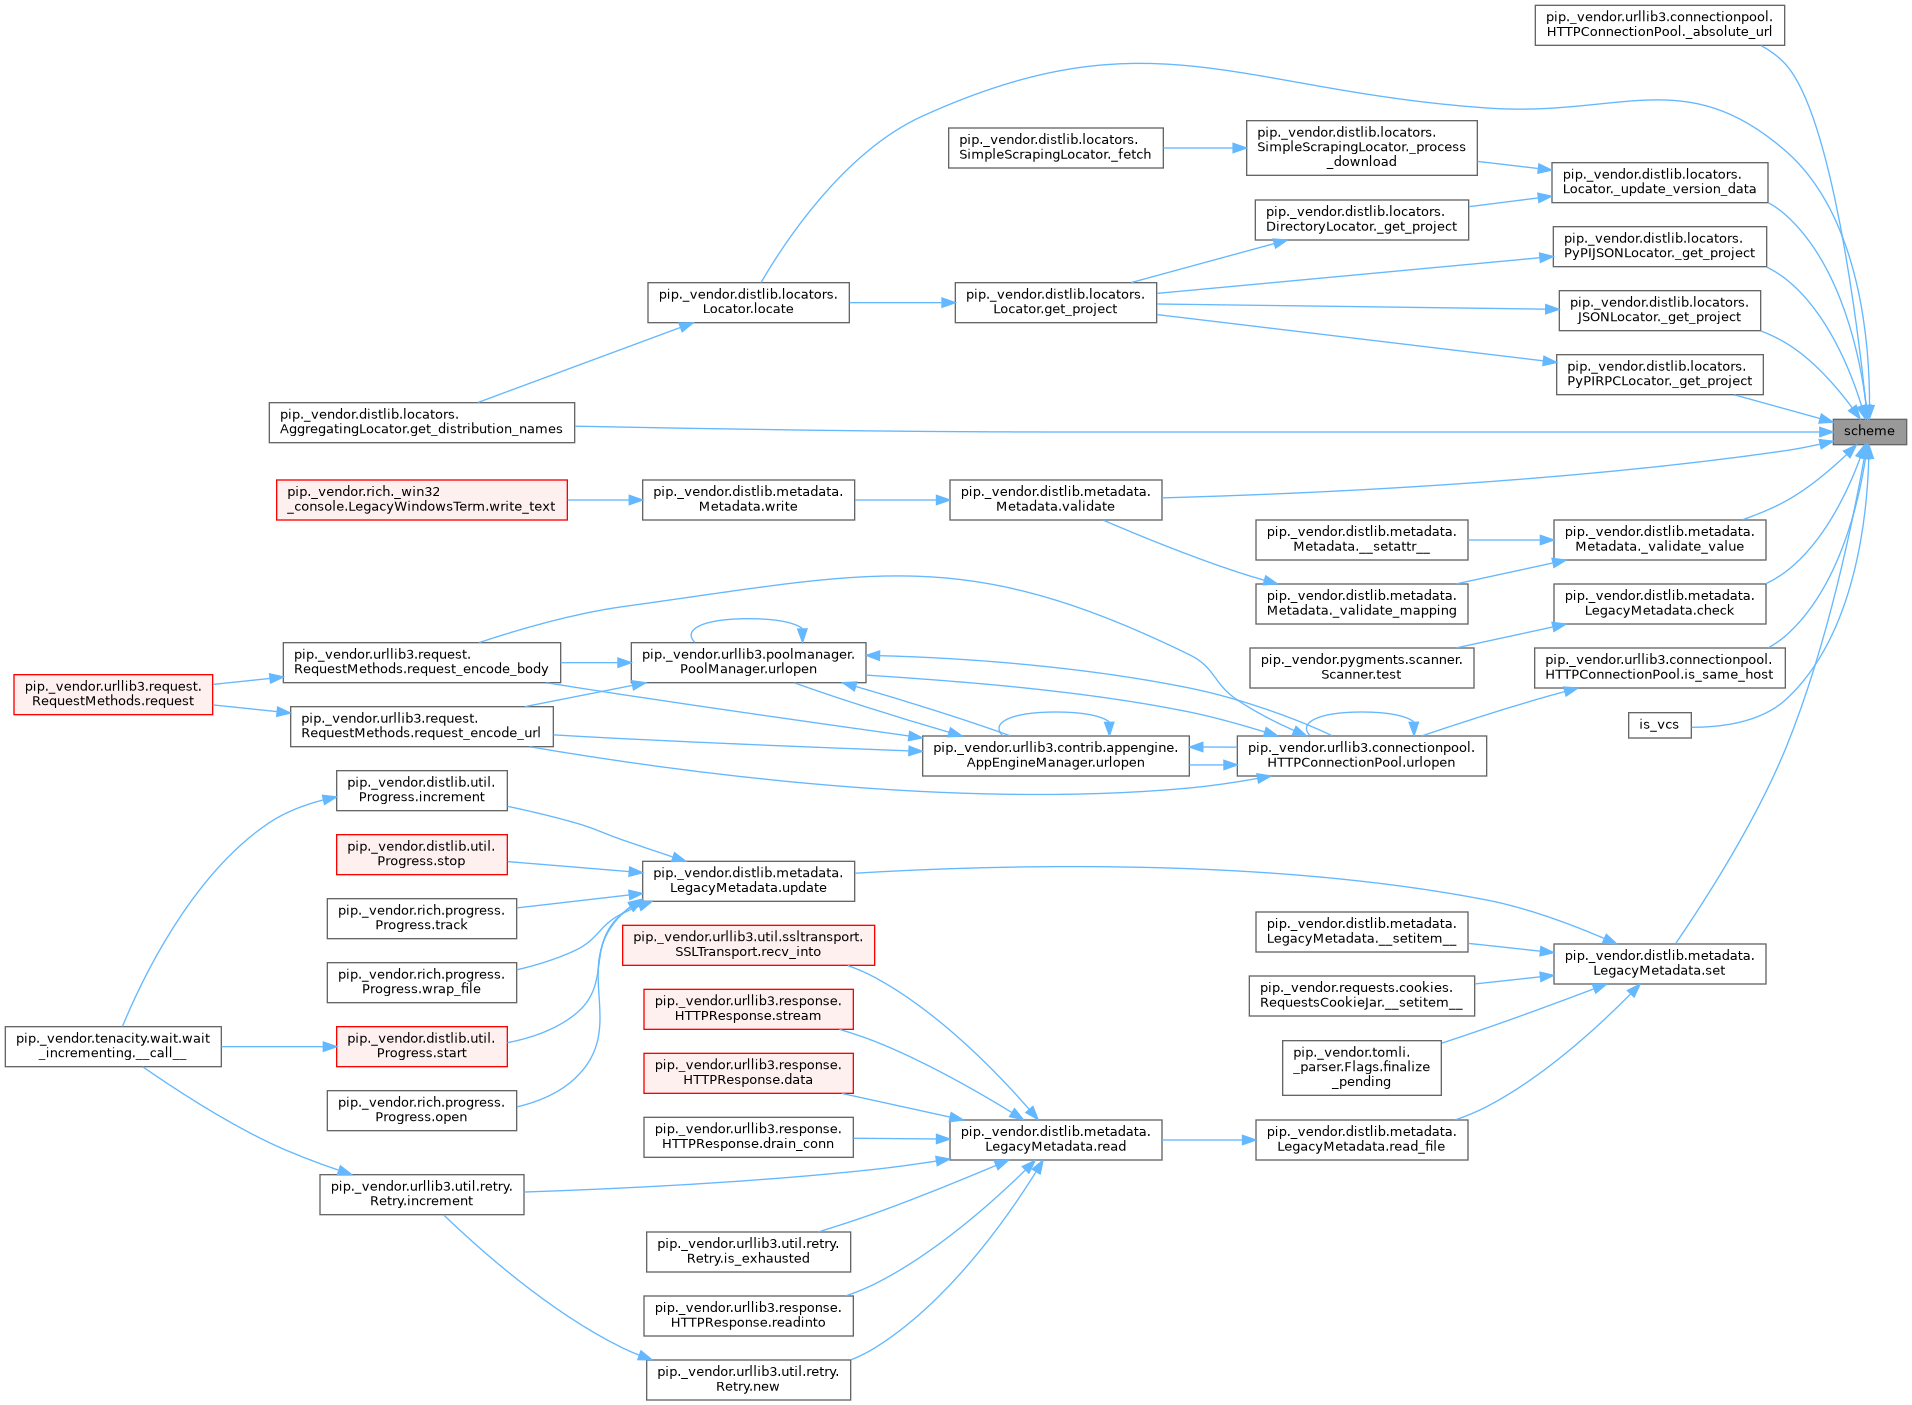 pip._vendor.urllib3.connectionpool.
HTTPConnectionPool._absolute_url
pip._vendor.distlib.locators.
SimpleScrapingLocator._fetch
pip._vendor.distlib.locators.
SimpleScrapingLocator._process
_download
pip._vendor.distlib.locators.
Locator._update_version_data
pip._vendor.distlib.locators.
DirectoryLocator._get_project
pip._vendor.distlib.locators.
PyPIJSONLocator._get_project
pip._vendor.distlib.locators.
Locator.locate
pip._vendor.distlib.locators.
Locator.get_project
pip._vendor.distlib.locators.
JSONLocator._get_project
pip._vendor.distlib.locators.
PyPIRPCLocator._get_project
pip._vendor.distlib.locators.
AggregatingLocator.get_distribution_names
scheme
pip._vendor.rich._win32
_console.LegacyWindowsTerm.write_text
pip._vendor.distlib.metadata.
Metadata.write
pip._vendor.distlib.metadata.
Metadata.validate
pip._vendor.distlib.metadata.
Metadata.__setattr__
pip._vendor.distlib.metadata.
Metadata._validate_value
pip._vendor.distlib.metadata.
Metadata._validate_mapping
pip._vendor.distlib.metadata.
LegacyMetadata.check
pip._vendor.urllib3.request.
RequestMethods.request_encode_body
pip._vendor.urllib3.poolmanager.
PoolManager.urlopen
pip._vendor.pygments.scanner.
Scanner.test
pip._vendor.urllib3.connectionpool.
HTTPConnectionPool.is_same_host
pip._vendor.urllib3.request.
RequestMethods.request
pip._vendor.urllib3.request.
RequestMethods.request_encode_url
is_vcs
pip._vendor.urllib3.contrib.appengine.
AppEngineManager.urlopen
pip._vendor.urllib3.connectionpool.
HTTPConnectionPool.urlopen
pip._vendor.distlib.util.
Progress.increment
pip._vendor.distlib.util.
Progress.stop
pip._vendor.distlib.metadata.
LegacyMetadata.update
pip._vendor.rich.progress.
Progress.track
pip._vendor.urllib3.util.ssltransport.
SSLTransport.recv_into
pip._vendor.distlib.metadata.
LegacyMetadata.__setitem__
pip._vendor.distlib.metadata.
LegacyMetadata.set
pip._vendor.rich.progress.
Progress.wrap_file
pip._vendor.urllib3.response.
HTTPResponse.stream
pip._vendor.requests.cookies.
RequestsCookieJar.__setitem__
pip._vendor.tenacity.wait.wait
_incrementing.__call__
pip._vendor.distlib.util.
Progress.start
pip._vendor.urllib3.response.
HTTPResponse.data
pip._vendor.tomli.
_parser.Flags.finalize
_pending
pip._vendor.rich.progress.
Progress.open
pip._vendor.urllib3.response.
HTTPResponse.drain_conn
pip._vendor.distlib.metadata.
LegacyMetadata.read
pip._vendor.distlib.metadata.
LegacyMetadata.read_file
pip._vendor.urllib3.util.retry.
Retry.increment
pip._vendor.urllib3.util.retry.
Retry.is_exhausted
pip._vendor.urllib3.response.
HTTPResponse.readinto
pip._vendor.urllib3.util.retry.
Retry.new